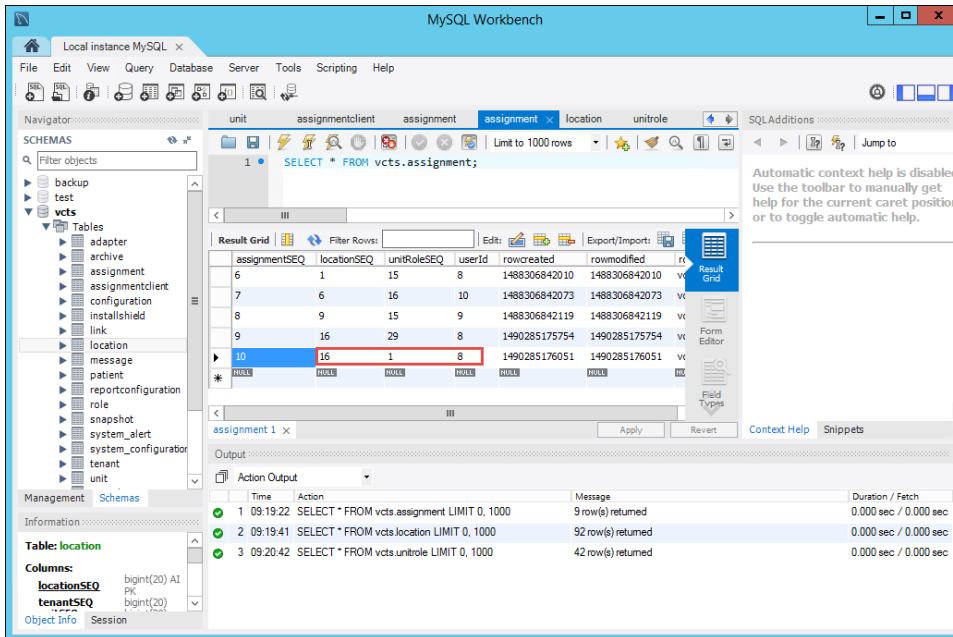 MySQL Workbench
Local instance MySQL
File Edit View Query Database Server Tools Scripting Help
Navigator
SCHEMAS
Filter objects
backup
test
vcts
Tables
adapter
archive
assignment
assignmentclient
configuration
installshield
link
location
message
patient
reportconfiguration
role
snapshot
system_alert
system_configuration
tenant
unit
Management Schemas
Information
Table: location
Columns:
locationSEQ bigint(20) AI PK
tenantSEQ bigint(20)
Object Info Session
unit assignmentclient assignment assignment location unitrole
Limit to 1000 rows
1 SELECT * FROM vcts.assignment;
Result Grid Filter Rows: Edit: Export/Import:
assignmentSEQ locationSEQ unitRoleSEQ userId rowcreated rowmodified
6 1 15 8 1488306842010 1488306842010 vc
7 6 16 10 1488306842073 1488306842073 vc
8 9 15 9 1488306842119 1488306842119 vc
9 16 29 8 1490285175754 1490285175754 vc
10 16 1 8 1490285176051 1490285176051 vc
NULL NULL NULL NULL NULL NULL
Result Grid
Form Editor
Field Types
assignment 1 Apply Revert
SQLAdditions
Jump to
Automatic context help is disabled
Use the toolbar to manually get
help for the current caret position
or to toggle automatic help.
Context Help Snippets
Output
Action Output
Time Action Message Duration / Fetch
1 09:19:22 SELECT * FROM vcts.assignment LIMIT 0, 1000 9 row(s) returned 0.000 sec / 0.000 sec
2 09:19:41 SELECT * FROM vcts.location LIMIT 0, 1000 92 row(s) returned 0.000 sec / 0.000 sec
3 09:20:42 SELECT * FROM vcts.unitrole LIMIT 0, 1000 42 row(s) returned 0.000 sec / 0.000 sec